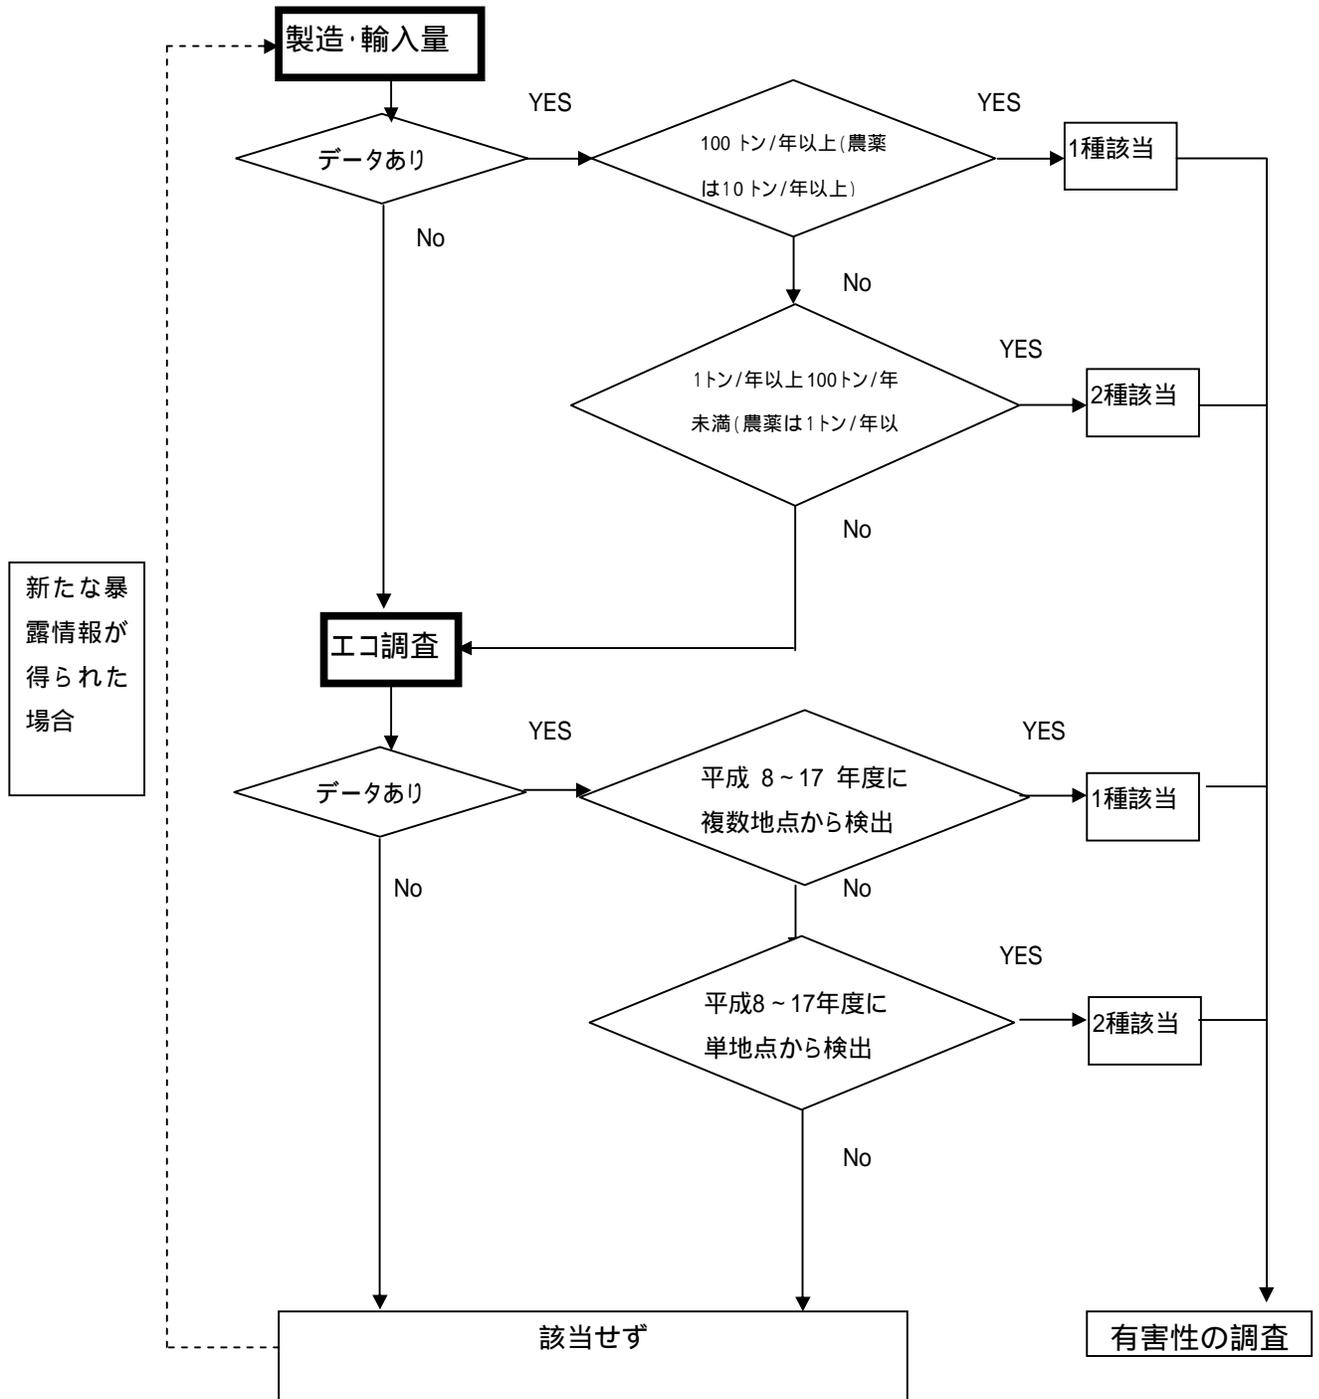 製造･輸入量
YES
YES
データあり
100 トン/年以上(農薬
は10 トン/年以上)
1種該当
No
No
YES
1トン/年以上100トン/年
未満(農薬は1トン/年以
2種該当
No
新たな暴
露情報が
得られた
場合
エコ調査
YES
YES
データあり
平成 8~17 年度に
複数地点から検出
1種該当
No
No
YES
平成8~17年度に
単地点から検出
2種該当
No
該当せず
有害性の調査